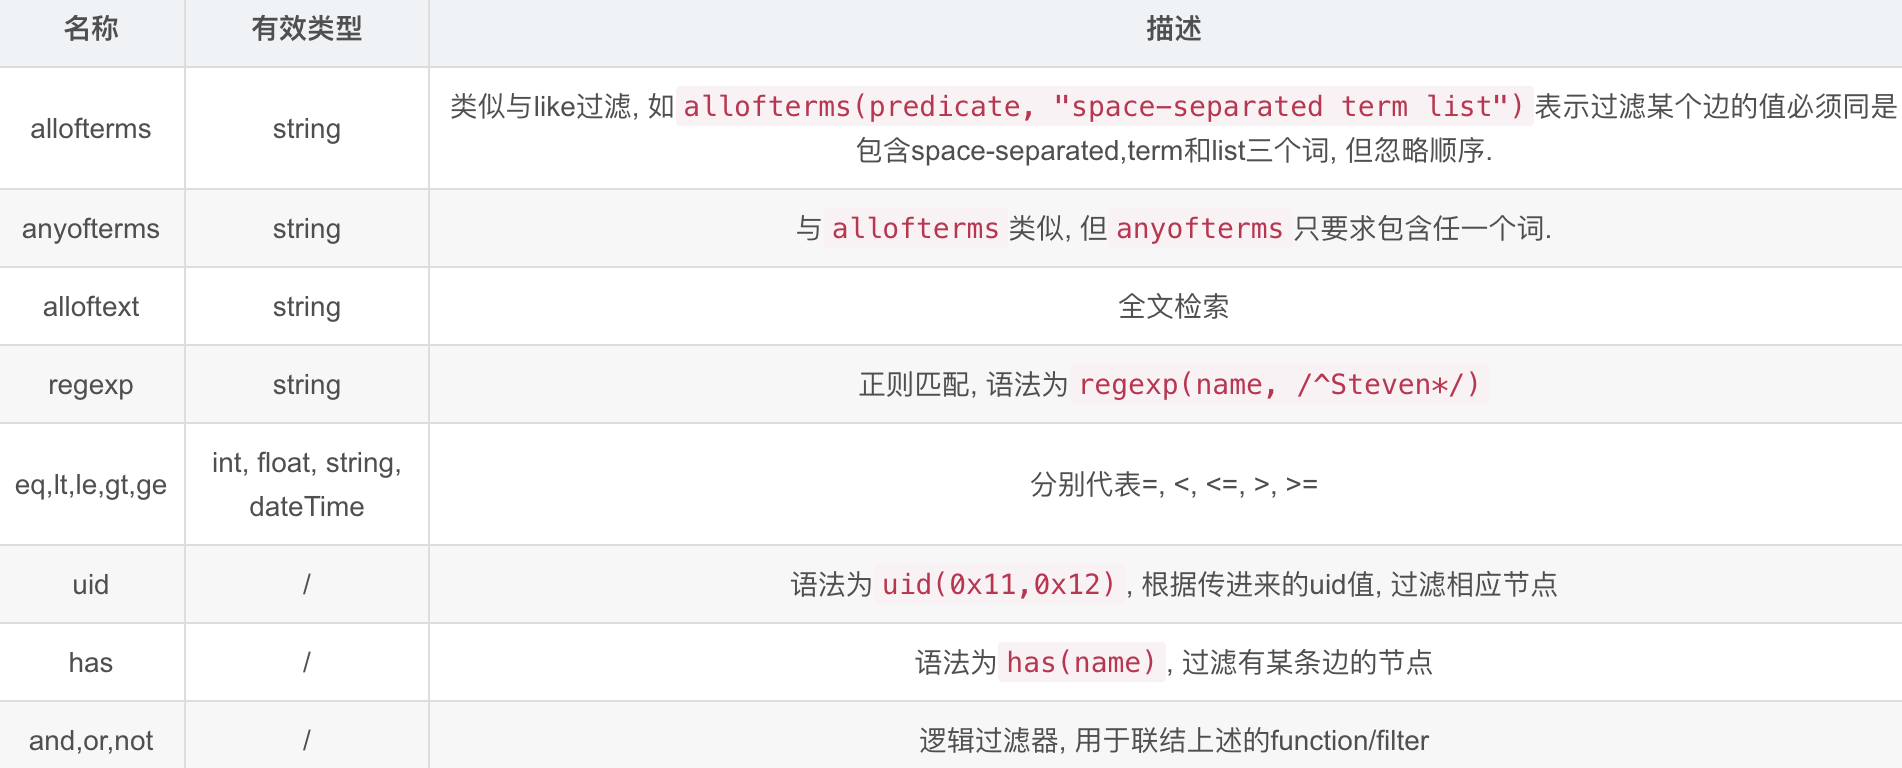 名称 有效类型 描述
allofterms string 类似与like过滤, 如 allofterms(predicate, "space-separated term list") 表示过滤某个边的值必须同是
包含space-separated,term和list三个词, 但忽略顺序.
anyofterms string 与 allofterms 类似, 但 anyofterms 只要求包含任一个词.
alloftext string 全文检索
regexp string 正则匹配, 语法为 regexp(name, /^Steven*/)
eq,lt,le,gt,ge int, float, string,
dateTime 分别代表=, <, <=, >, >=
uid / 语法为 uid(0x11,0x12) , 根据传进来的uid值, 过滤相应节点
has / 语法为 has(name) , 过滤有某条边的节点
and,or,not / 逻辑过滤器, 用于联结上述的function/filter